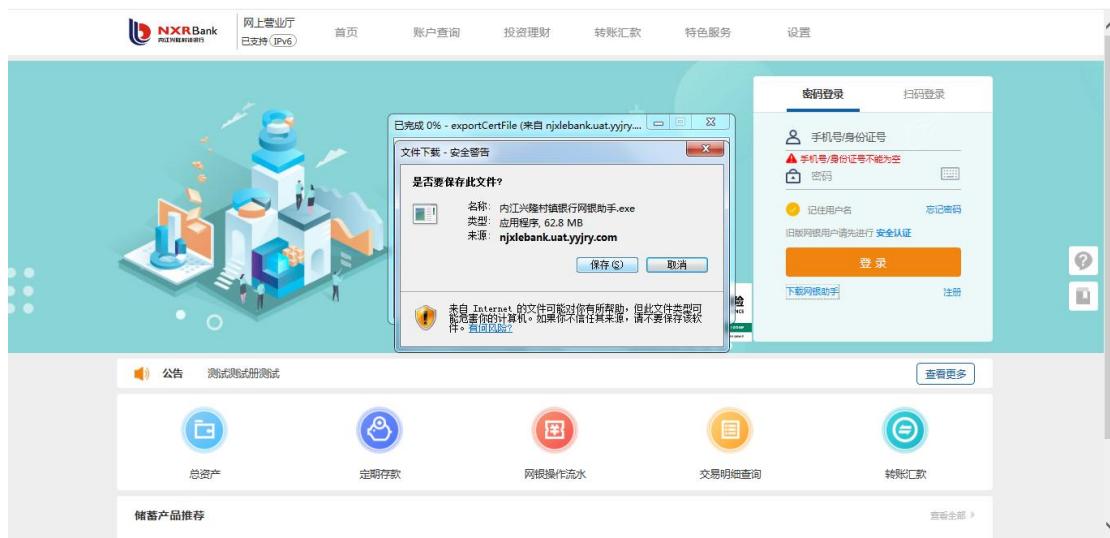 NXRBank
网上营业厅
已支持 IPv6
首页
账户查询
投资理财
转账汇款
特色服务
设置
密码登录
扫码登录
手机号/身份证号
手机号/身份证号不能为空
密码
记住用户名
忘记密码
旧版网银用户请先进行 安全认证
登 录
下载网银助手
注册
已完成 0% - exportCertFile (来自 njxlebank.uat.yyjry....
文件下载 - 安全警告
是否要保存此文件?
名称: 内江兴隆村镇银行网银助手.exe
类型: 应用程序, 62.8 MB
来源: njxlebank.uat.yyjry.com
保存(S)
取消
来自 Internet 的文件可能对你有所帮助，但此文件类型可
能危害你的计算机。如果你不信任其来源，请不要保存该软
件。有何风险?
公告
测试测试册测试
查看更多
总资产
定期存款
网银操作流水
交易明细查询
转账汇款
储蓄产品推荐
查看全部